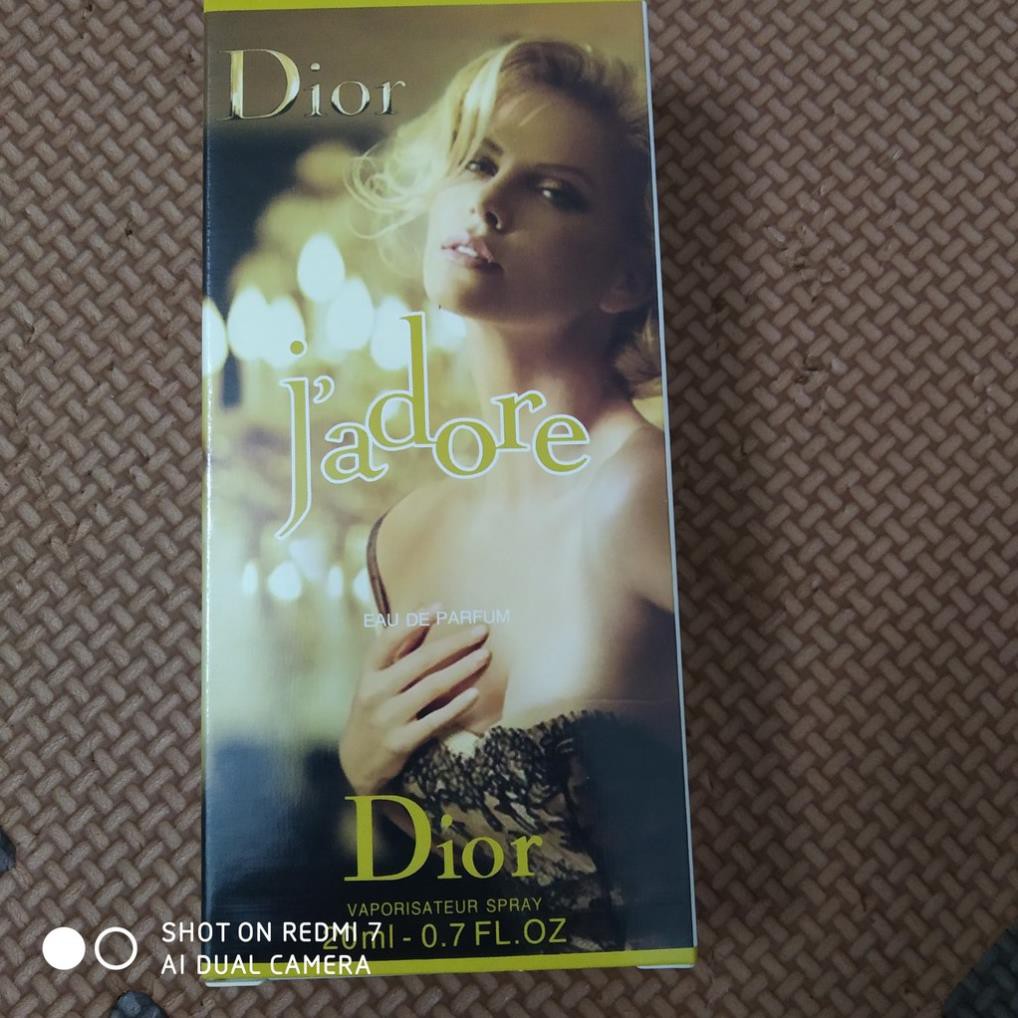 Dior
j'adore
EAU DE PARFUM
Dior
VAPORISATEUR SPRAY
20ml - 0.7 FL.OZ
SHOT ON REDMI 7
AI DUAL CAMERA